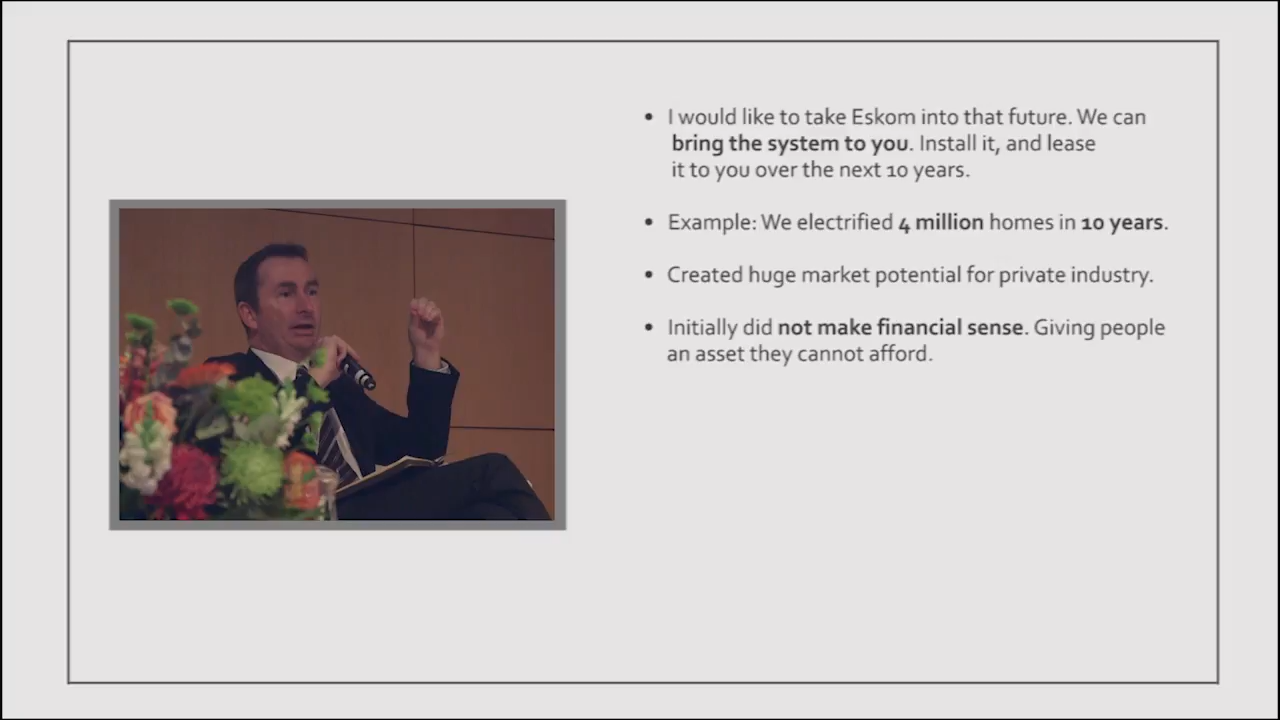 • I would like to take Eskom into that future. We can
bring the system to you. Install it, and lease
it to you over the next 10 years.
• Example: We electrified 4 million homes in 10 years.
• Created huge market potential for private industry.
• Initially did not make financial sense. Giving people
an asset they cannot afford.